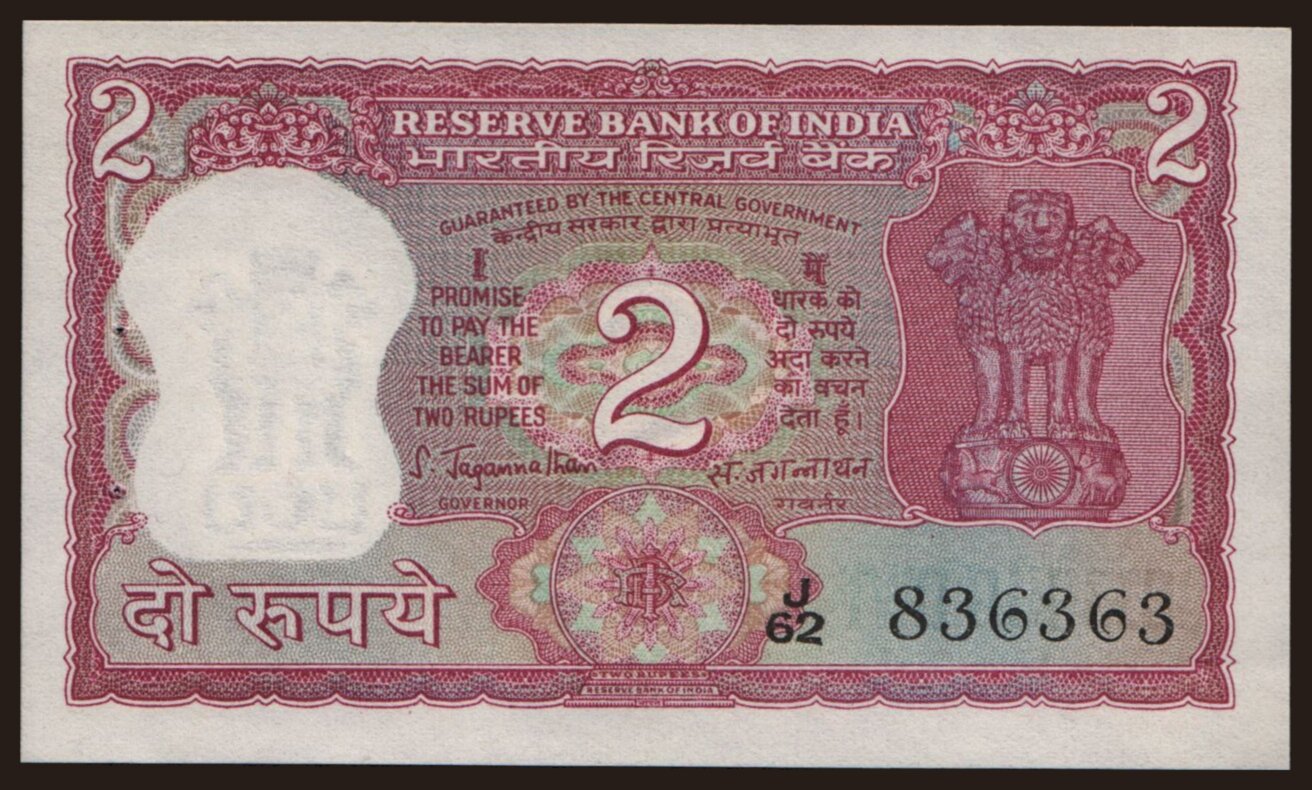 2
2
RESERVE BANK OF INDIA
भारतीय रिज़र्व बैंक
GUARANTEED BY THE CENTRAL GOVERNMENT
केन्द्रीय सरकार द्वारा प्रत्याभूत
I
PROMISE
TO PAY THE
BEARER
THE SUM OF
TWO RUPEES
S. Jagannathan
GOVERNOR
2
मैं
धारक को
दो रुपये
अदा करने
का वचन
देता हूँ।
स. जगन्नाथन
गवर्नर
दो रुपये
J
62 836363
TWO RUPEES
RESERVE BANK OF INDIA